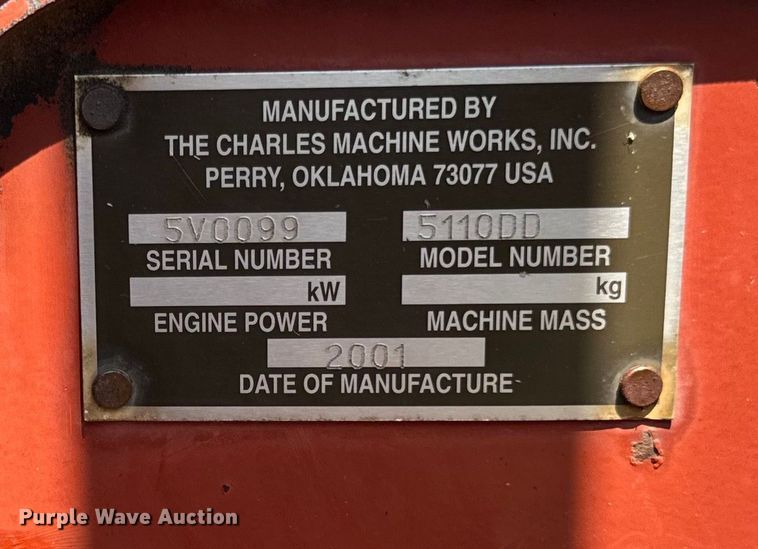 MANUFACTURED BY
THE CHARLES MACHINE WORKS, INC.
PERRY, OKLAHOMA 73077 USA
5V0099 5110DD
SERIAL NUMBER MODEL NUMBER
kW kg
ENGINE POWER MACHINE MASS
2001
DATE OF MANUFACTURE
Purple Wave Auction